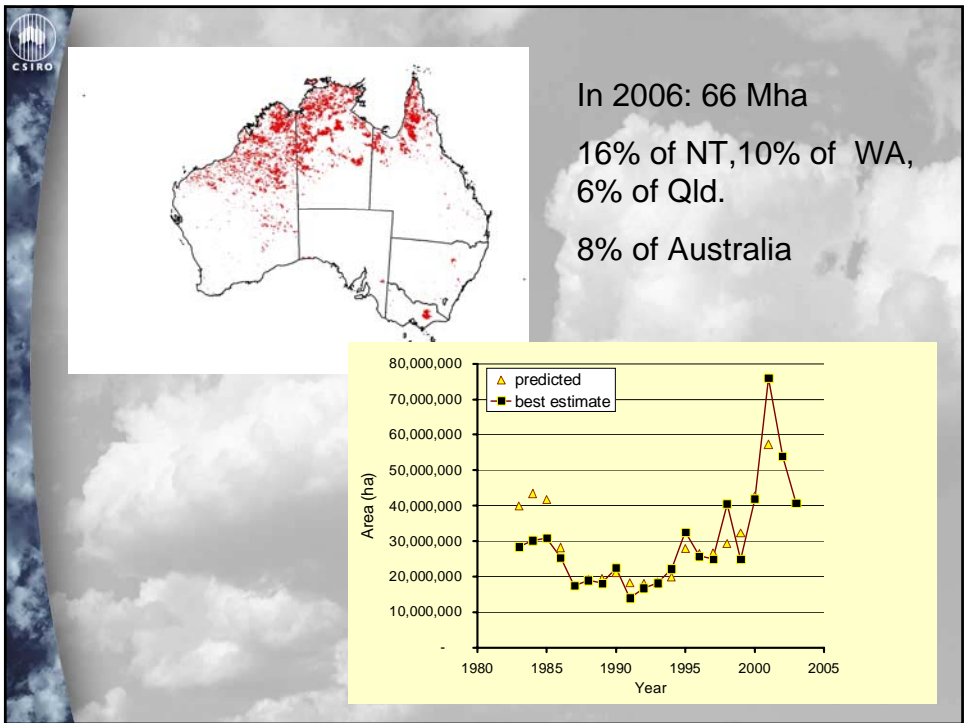 CSIRO
In 2006: 66 Mha
16% of NT,10% of WA,
6% of Qld.
8% of Australia
80,000,000
70,000,000
60,000,000
50,000,000
40,000,000
30,000,000
20,000,000
10,000,000
-
Area (ha)
predicted
best estimate
1980 1985 1990 1995 2000 2005
Year